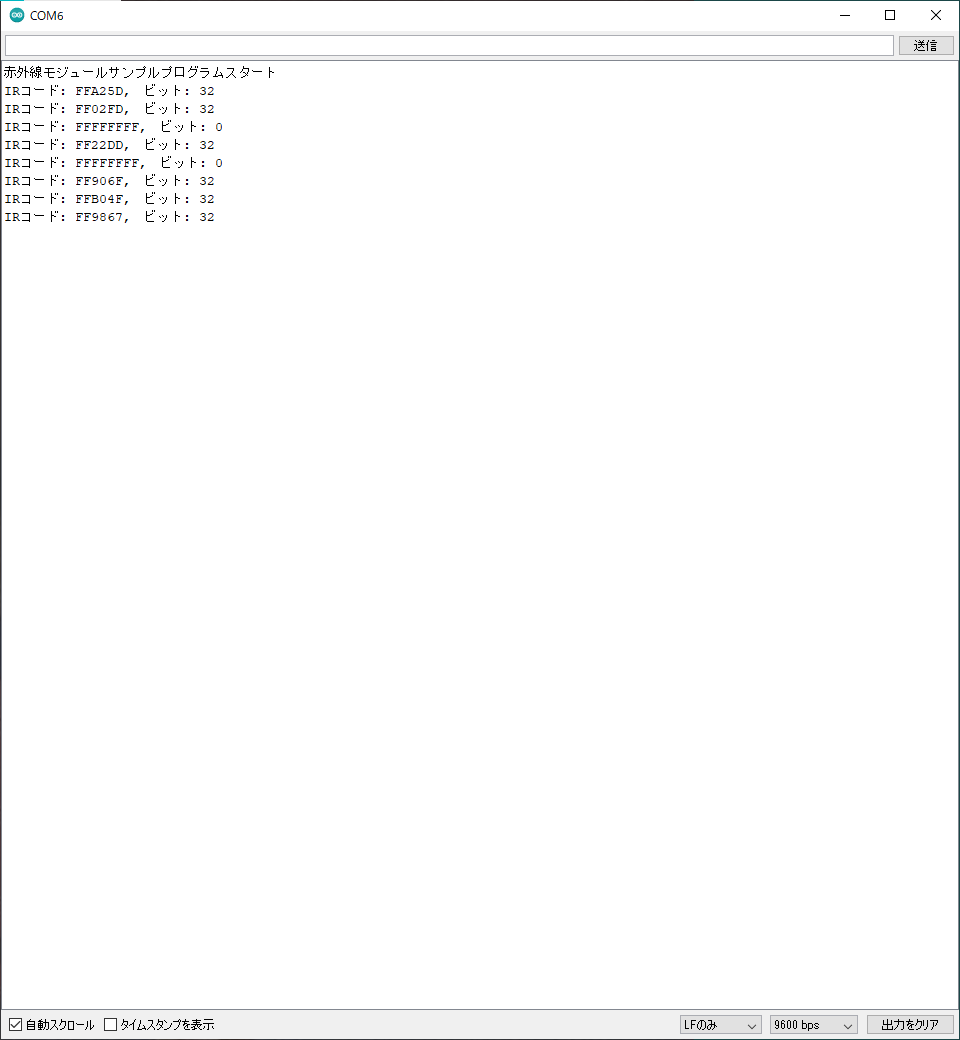 COM6
送信
赤外線モジュールサンプルプログラムスタート
IRコード: FFA25D, ビット: 32
IRコード: FF02FD, ビット: 32
IRコード: FFFFFFFF, ビット: 0
IRコード: FF22DD, ビット: 32
IRコード: FFFFFFFF, ビット: 0
IRコード: FF906F, ビット: 32
IRコード: FFB04F, ビット: 32
IRコード: FF9867, ビット: 32
自動スクロール タイムスタンプを表示 LFのみ 9600 bps 出力をクリア